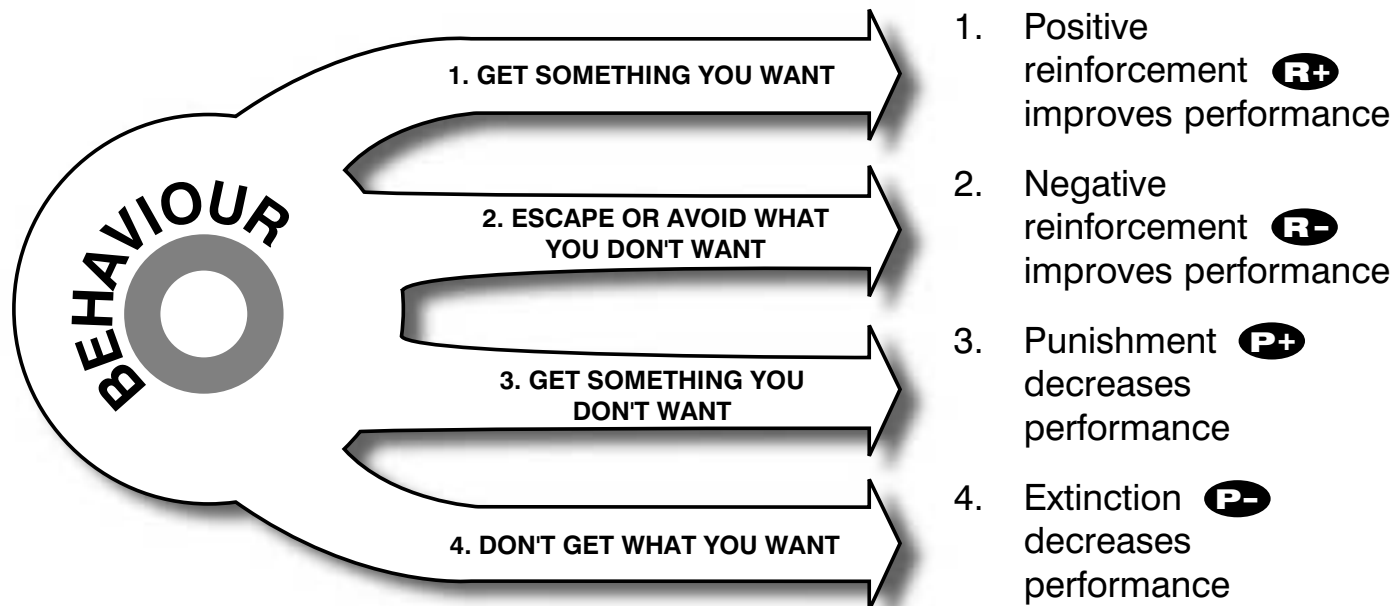 BEHAVIOUR
1. GET SOMETHING YOU WANT
2. ESCAPE OR AVOID WHAT
YOU DON'T WANT
3. GET SOMETHING YOU
DON'T WANT
4. DON'T GET WHAT YOU WANT
1. Positive
reinforcement R+
improves performance
2. Negative
reinforcement R-
improves performance
3. Punishment P+
decreases
performance
4. Extinction P-
decreases
performance